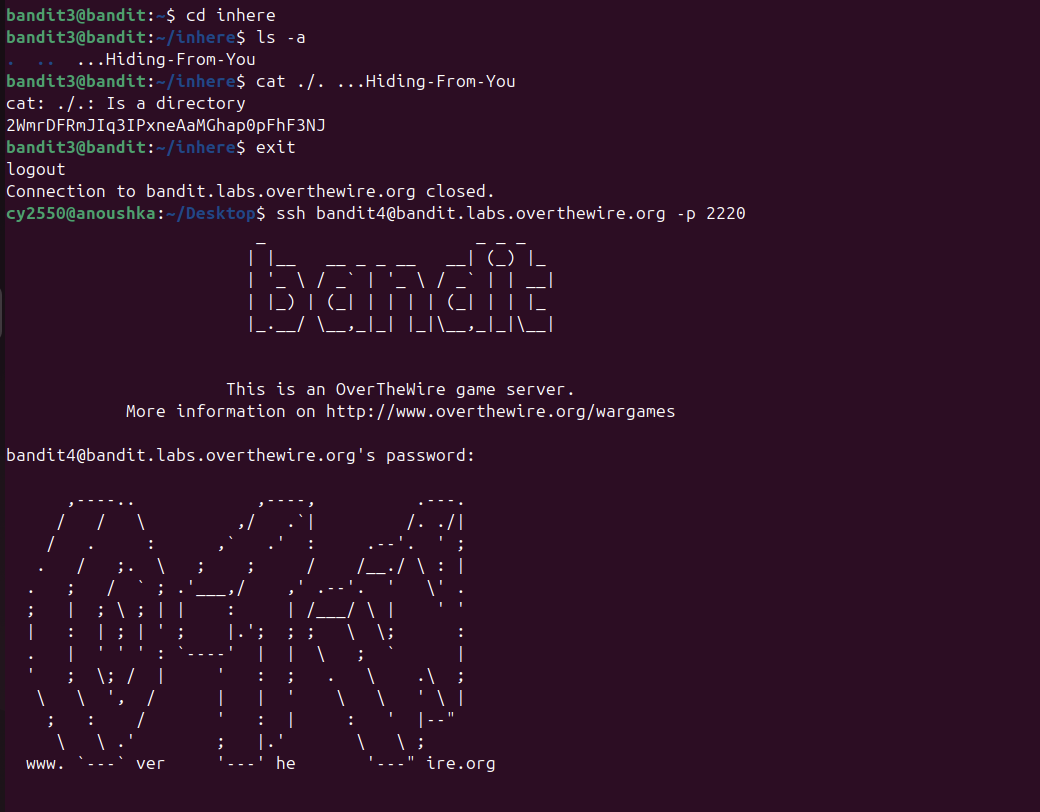 bandit3@bandit:~$ cd inhere
bandit3@bandit:~/inhere$ ls -a
.  ..  ...Hiding-From-You
bandit3@bandit:~/inhere$ cat ./. ...Hiding-From-You
cat: ./.: Is a directory
2WmrDFRmJIq3IPxneAaMGhap0pFhF3NJ
bandit3@bandit:~/inhere$ exit
logout
Connection to bandit.labs.overthewire.org closed.
cy2550@anoushka:~/Desktop$ ssh bandit4@bandit.labs.overthewire.org -p 2220
bandit
This is an OverTheWire game server.
More information on http://www.overthewire.org/wargames
bandit4@bandit.labs.overthewire.org's password:
www. ver he ire.org